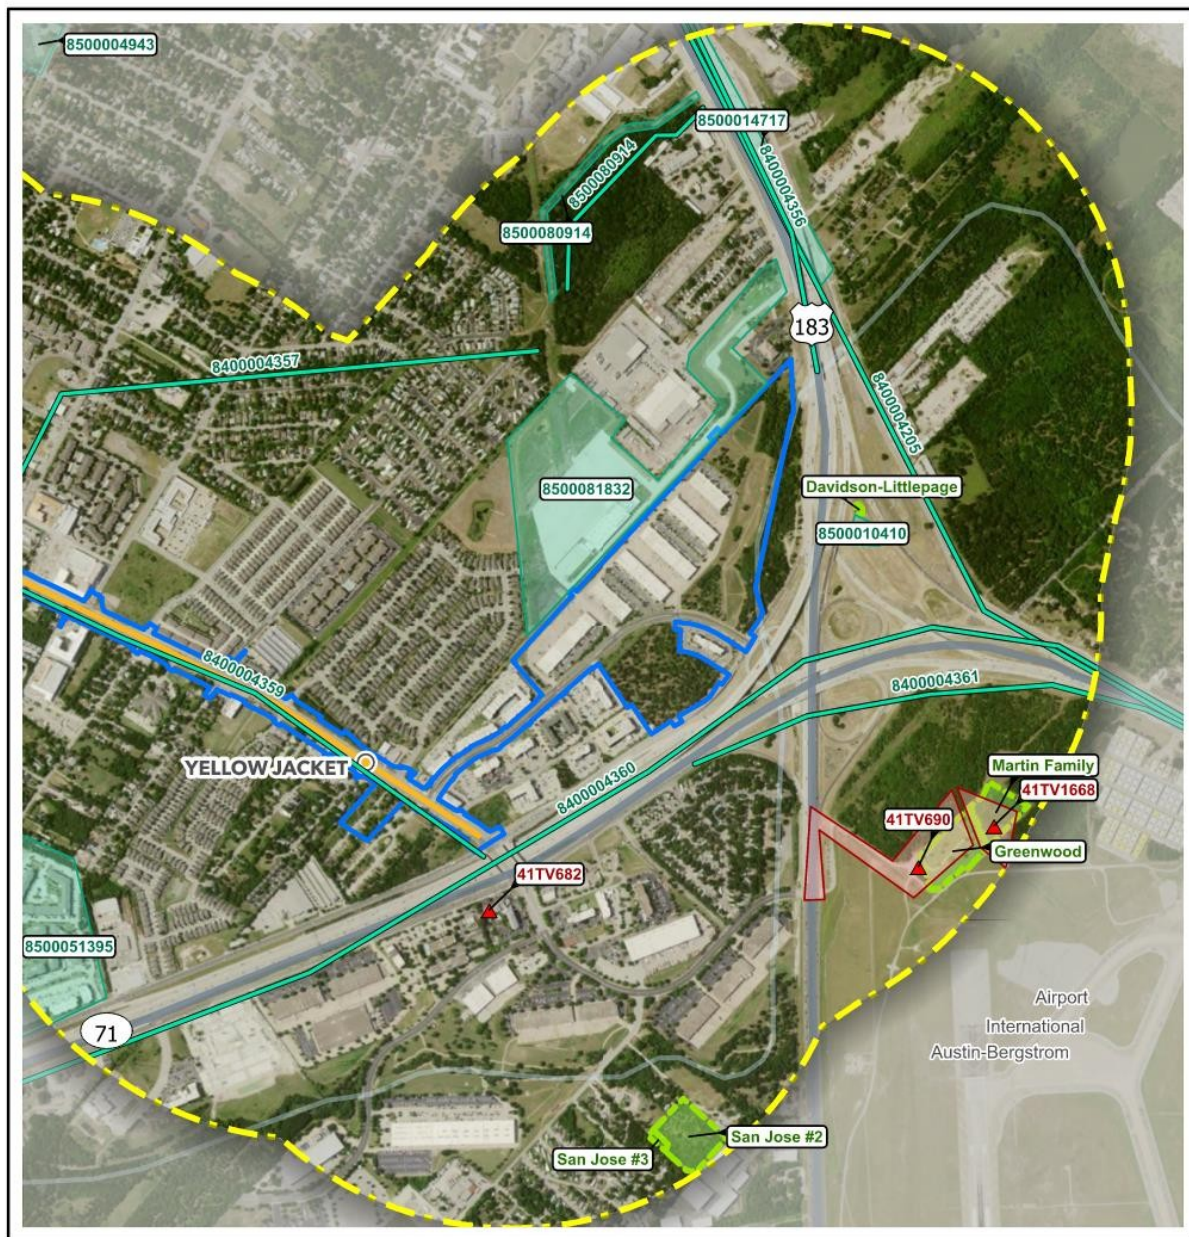 8500004943
8500014717
8500080914
8400004356
8500080914
183
8400004357
8400004205
Davidson-Littlepage
8500081832
8500010410
8400004359
8400004361
YELLOW JACKET
8400004360
Martin Family
41TV1668
41TV690
Greenwood
41TV682
8500051395
71
Airport
International
Austin-Bergstrom
San Jose #2
San Jose #3